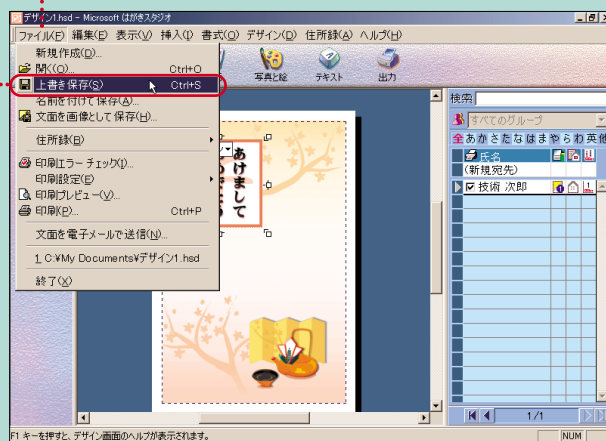 デザイン1.hsd - Microsoft はがきスタジオ
ファイル(F) 編集(E) 表示(V) 挿入(I) 書式(O) デザイン(D) 住所録(A) ヘルプ(H)
新規作成(D)...
開く(O)... Ctrl+O
上書き保存(S) Ctrl+S
名前を付けて保存(A)...
文面を画像として保存(H)...
住所録(B)
印刷エラー チェック(I)...
印刷設定(E)
印刷プレビュー(V)...
印刷(P)... Ctrl+P
文面を電子メールで送信(N)...
1 C:¥My Documents¥デザイン1.hsd
終了(X)
写真と絵 テキスト 出力
あけまして
検索
すべてのグループ
全あかさたなはまやらわ英他
氏名
(新規宛先)
技術 次郎
1/1
F1 キーを押すと、デザイン画面のヘルプが表示されます。
NUM